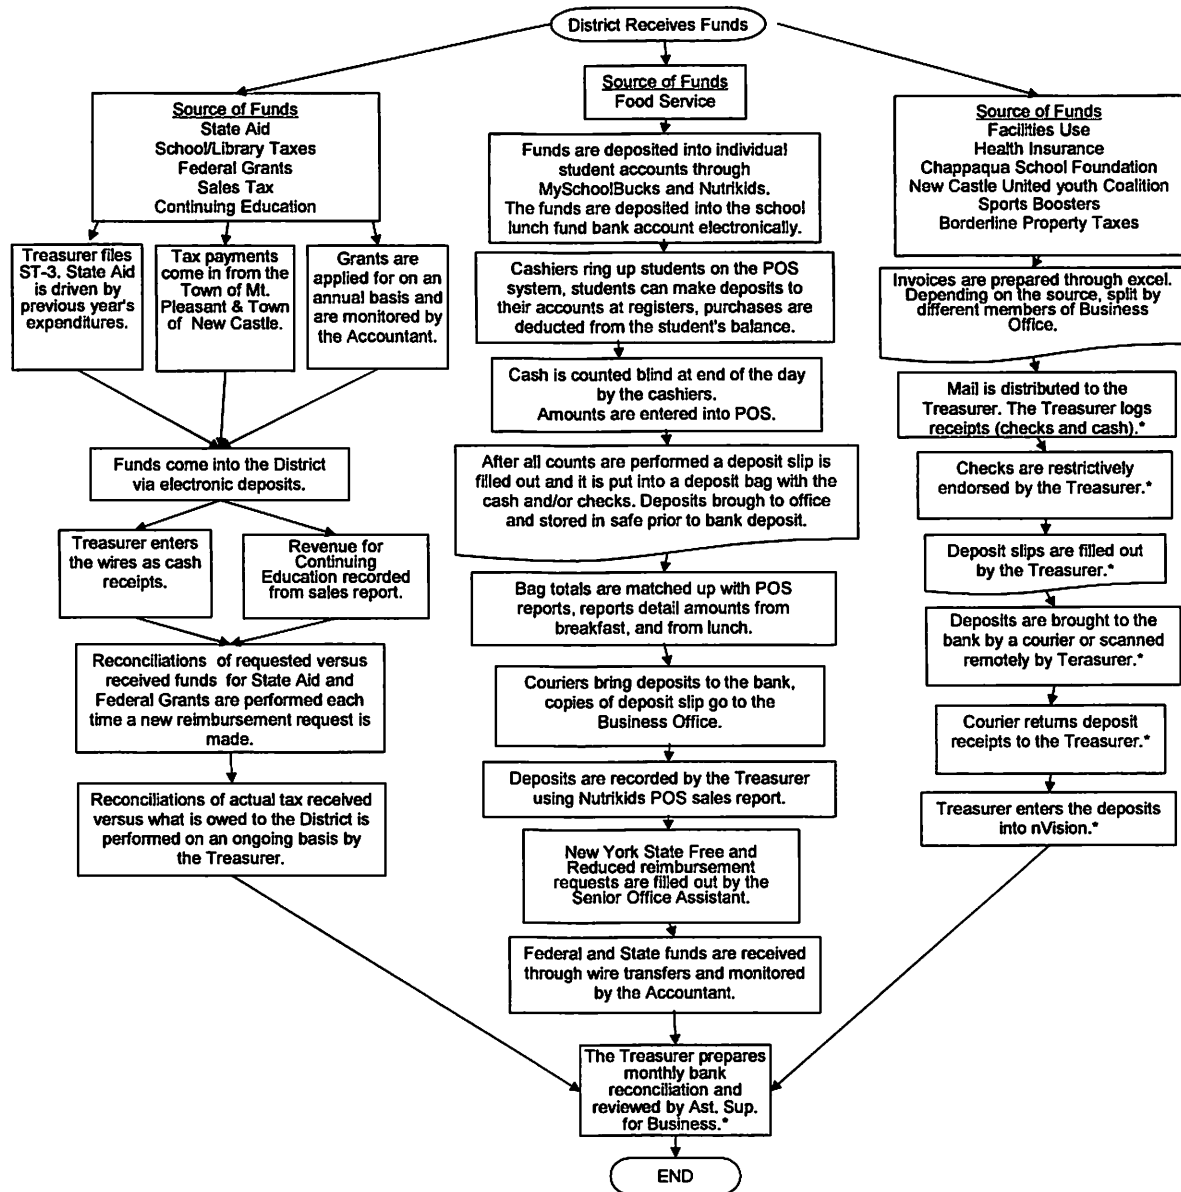 District Receives Funds
Source of Funds
State Aid
School/Library Taxes
Federal Grants
Sales Tax
Continuing Education
Treasurer files
ST-3. State Aid
is driven by
previous year's
expenditures.
Tax payments
come in from the
Town of Mt.
Pleasant & Town
of New Castle.
Grants are
applied for on an
annual basis and
are monitored by
the Accountant.
Funds come into the District
via electronic deposits.
Treasurer enters
the wires as cash
receipts.
Revenue for
Continuing
Education recorded
from sales report.
Reconciliations of requested versus
received funds for State Aid and
Federal Grants are performed each
time a new reimbursement request is
made.
Reconciliations of actual tax received
versus what is owed to the District is
performed on an ongoing basis by
the Treasurer.
Source of Funds
Food Service
Funds are deposited into individual
student accounts through
MySchoolBucks and Nutrikids.
The funds are deposited into the school
lunch fund bank account electronically.
Cashiers ring up students on the POS
system, students can make deposits to
their accounts at registers, purchases are
deducted from the student's balance.
Cash is counted blind at end of the day
by the cashiers.
Amounts are entered into POS.
After all counts are performed a deposit slip is
filled out and it is put into a deposit bag with the
cash and/or checks. Deposits brough to office
and stored in safe prior to bank deposit.
Bag totals are matched up with POS
reports, reports detail amounts from
breakfast, and from lunch.
Couriers bring deposits to the bank,
copies of deposit slip go to the
Business Office.
Deposits are recorded by the Treasurer
using Nutrikids POS sales report.
New York State Free and
Reduced reimbursement
requests are filled out by the
Senior Office Assistant.
Federal and State funds are received
through wire transfers and monitored
by the Accountant.
Source of Funds
Facilities Use
Health Insurance
Chappaqua School Foundation
New Castle United youth Coalition
Sports Boosters
Borderline Property Taxes
Invoices are prepared through excel.
Depending on the source, split by
different members of Business
Office.
Mail is distributed to the
Treasurer. The Treasurer logs
receipts (checks and cash).*
Checks are restrictively
endorsed by the Treasurer.*
Deposit slips are filled out
by the Treasurer.*
Deposits are brought to the
bank by a courier or scanned
remotely by Terasurer.*
Courier returns deposit
receipts to the Treasurer.*
Treasurer enters the deposits
into nVision.*
The Treasurer prepares
monthly bank
reconciliation and
reviewed by Ast. Sup.
for Business.*
END